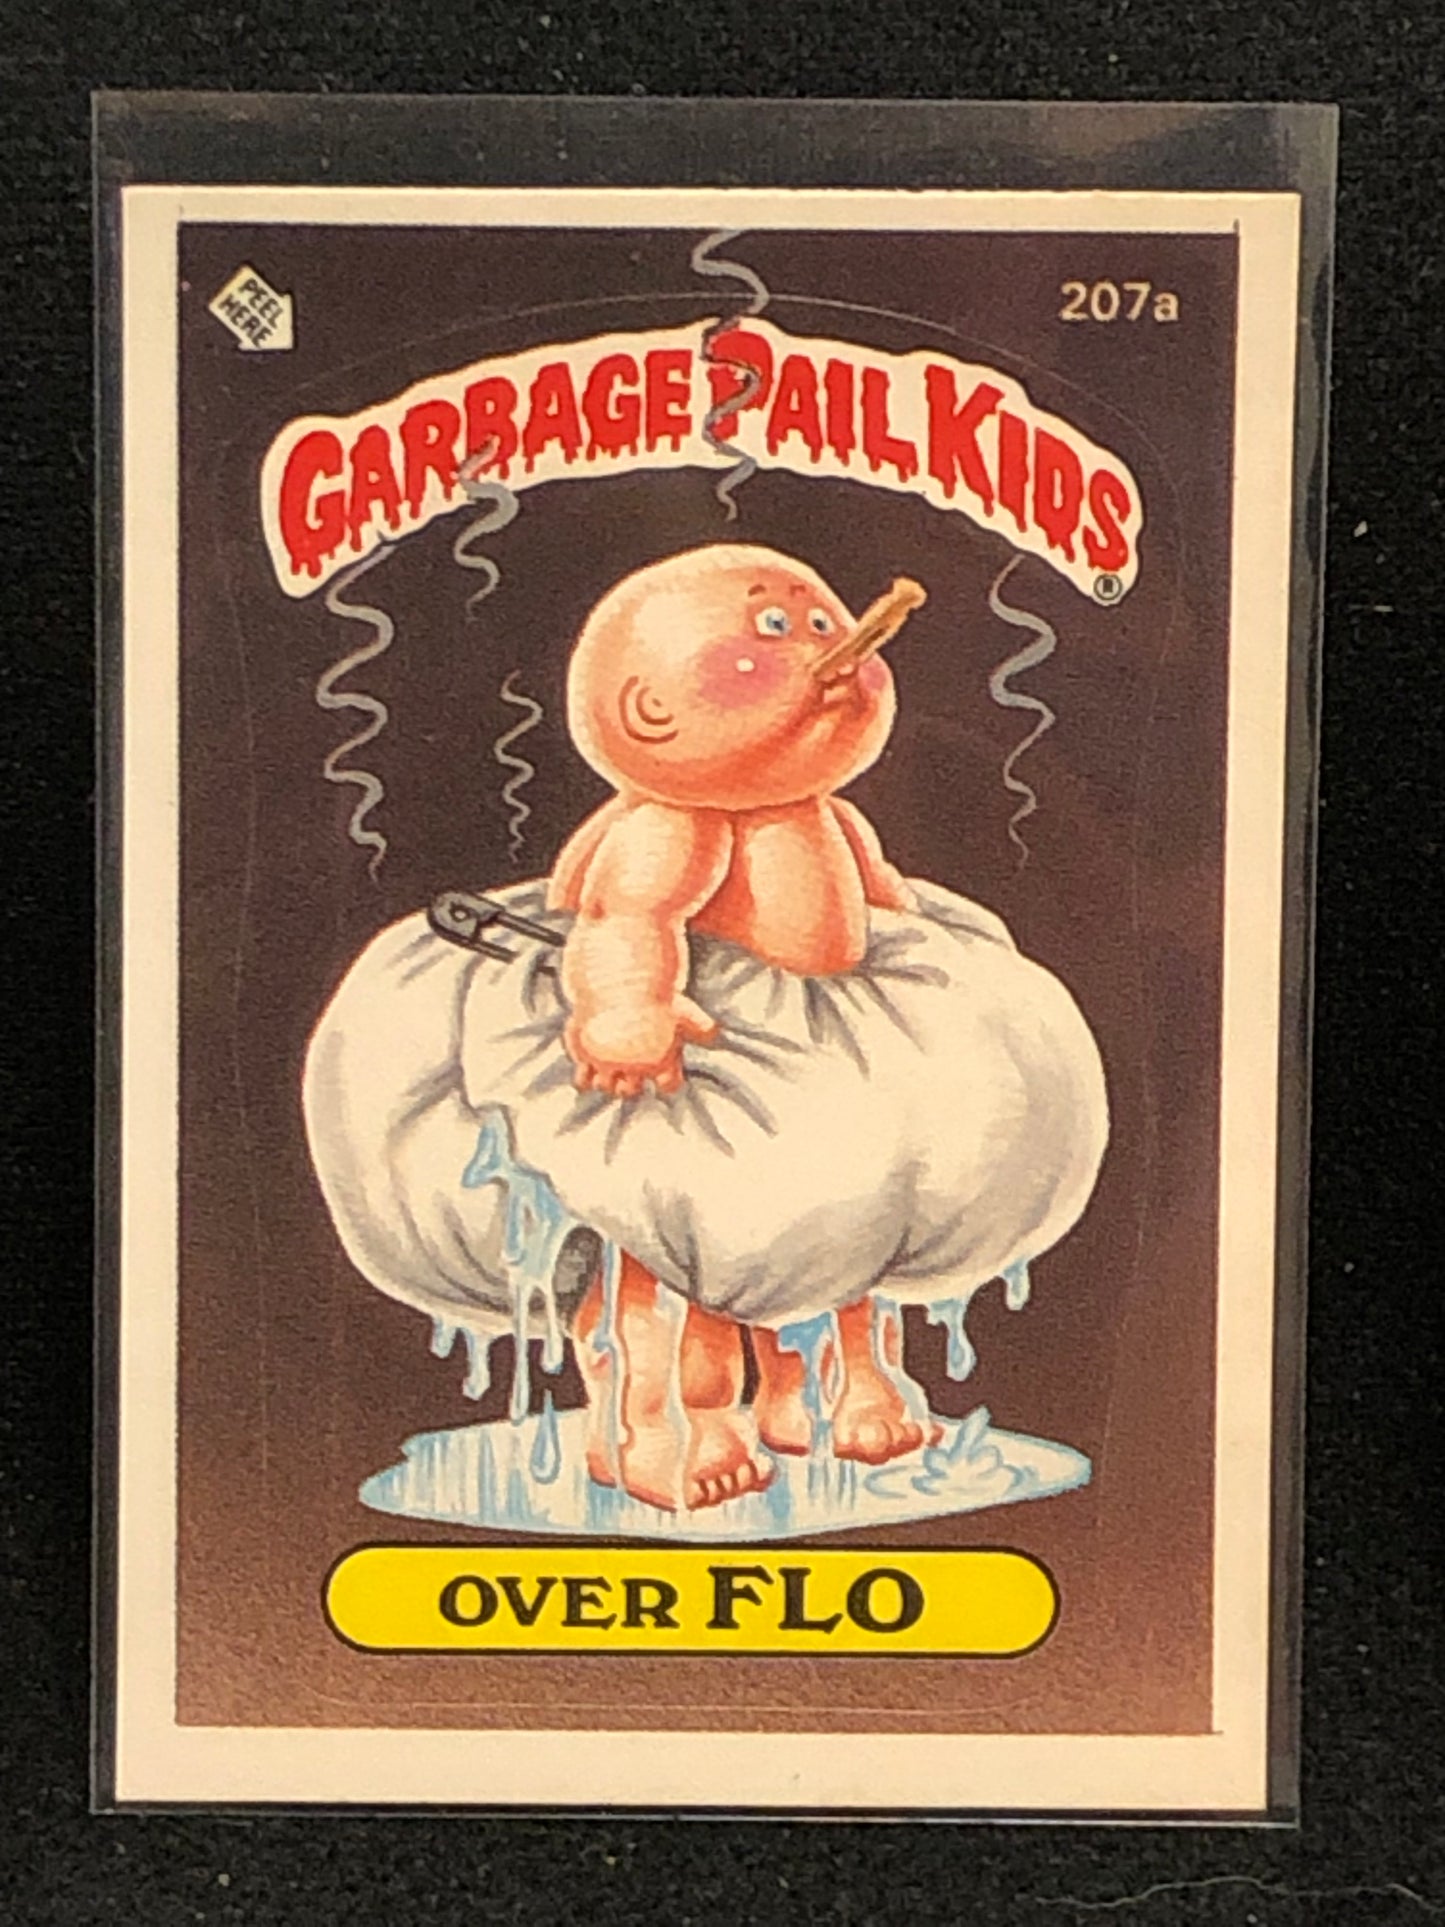 PEEL
HERE
207a
GARBAGE PAIL KIDS
®
OVER FLO